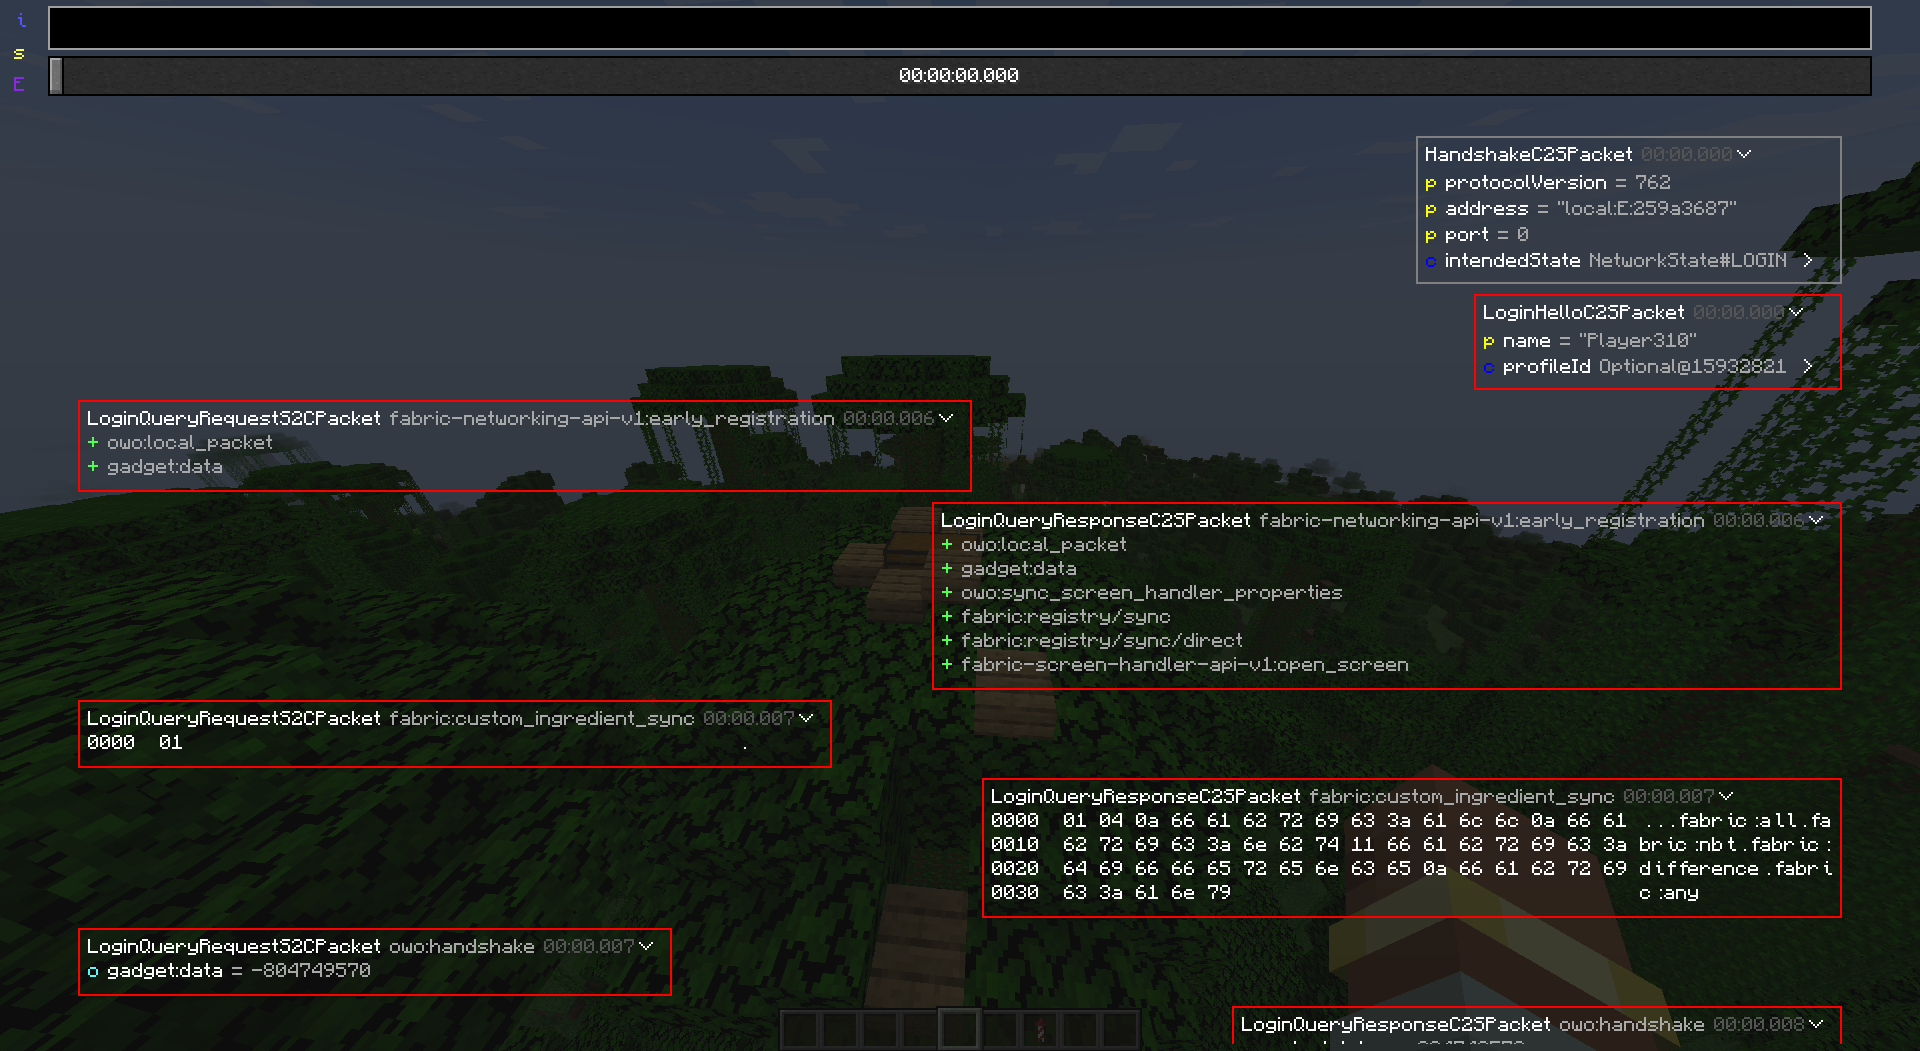 i
s
E
00:00:00.000
HandshakeC2SPacket 00:00.000
p protocolVersion = 762
p address = "local:E:259a3687"
p port = 0
c intendedState NetworkState#LOGIN >
LoginHelloC2SPacket 00:00.000
p name = "Player310"
c profileId Optional@15932821 >
LoginQueryRequestS2CPacket fabric-networking-api-v1:early_registration 00:00.006
+ owo:local_packet
+ gadget:data
LoginQueryResponseC2SPacket fabric-networking-api-v1:early_registration 00:00.006
+ owo:local_packet
+ gadget:data
+ owo:sync_screen_handler_properties
+ fabric:registry/sync
+ fabric:registry/sync/direct
+ fabric-screen-handler-api-v1:open_screen
LoginQueryRequestS2CPacket fabric:custom_ingredient_sync 00:00.007
0000 01 .
LoginQueryResponseC2SPacket fabric:custom_ingredient_sync 00:00.007
0000 01 04 0a 66 61 62 72 69 63 3a 61 6c 6c 0a 66 61 ...fabric:all.fa
0010 62 72 69 63 3a 6e 62 74 11 66 61 62 72 69 63 3a bric:nbt.fabric:
0020 64 69 66 66 65 72 65 6e 63 65 0a 66 61 62 72 69 difference.fabri
0030 63 3a 61 6e 79 c:any
LoginQueryRequestS2CPacket owo:handshake 00:00.007
o gadget:data = -804749570
LoginQueryResponseC2SPacket owo:handshake 00:00.008